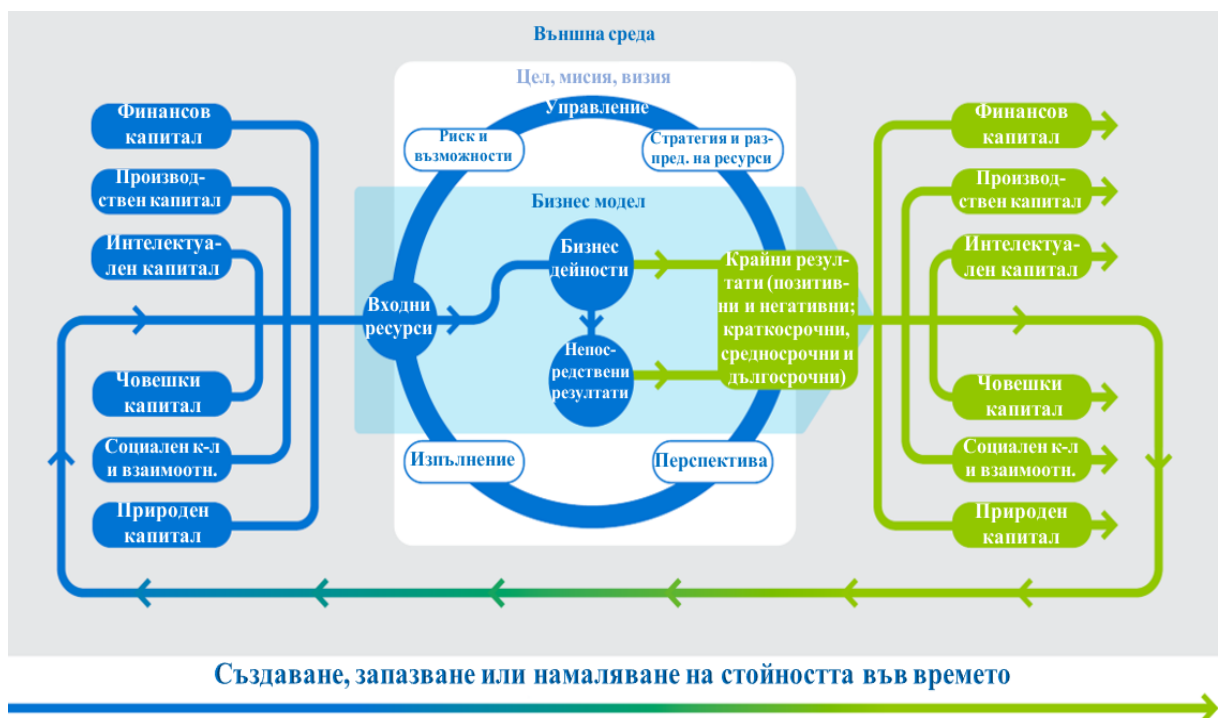 Външна среда
Цел, мисия, визия
Управление
Риск и
възможности
Стратегия и раз-
пред. на ресурси
Финансов
капитал
Производ-
ствен капитал
Интелектуа-
лен капитал
Човешки
капитал
Социален к-л
и взаимоотн.
Природен
капитал
Бизнес модел
Входни
ресурси
Бизнес
дейности
Непос-
редствени
резултати
Крайни резул-
тати (позитив-
ни и негативни;
краткосрочни,
средносрочни и
дългосрочни)
Изпълнение
Перспектива
Финансов
капитал
Производ-
ствен капитал
Интелектуа-
лен капитал
Човешки
капитал
Социален к-л
и взаимоотн.
Природен
капитал
Създаване, запазване или намаляване на стойността във времето